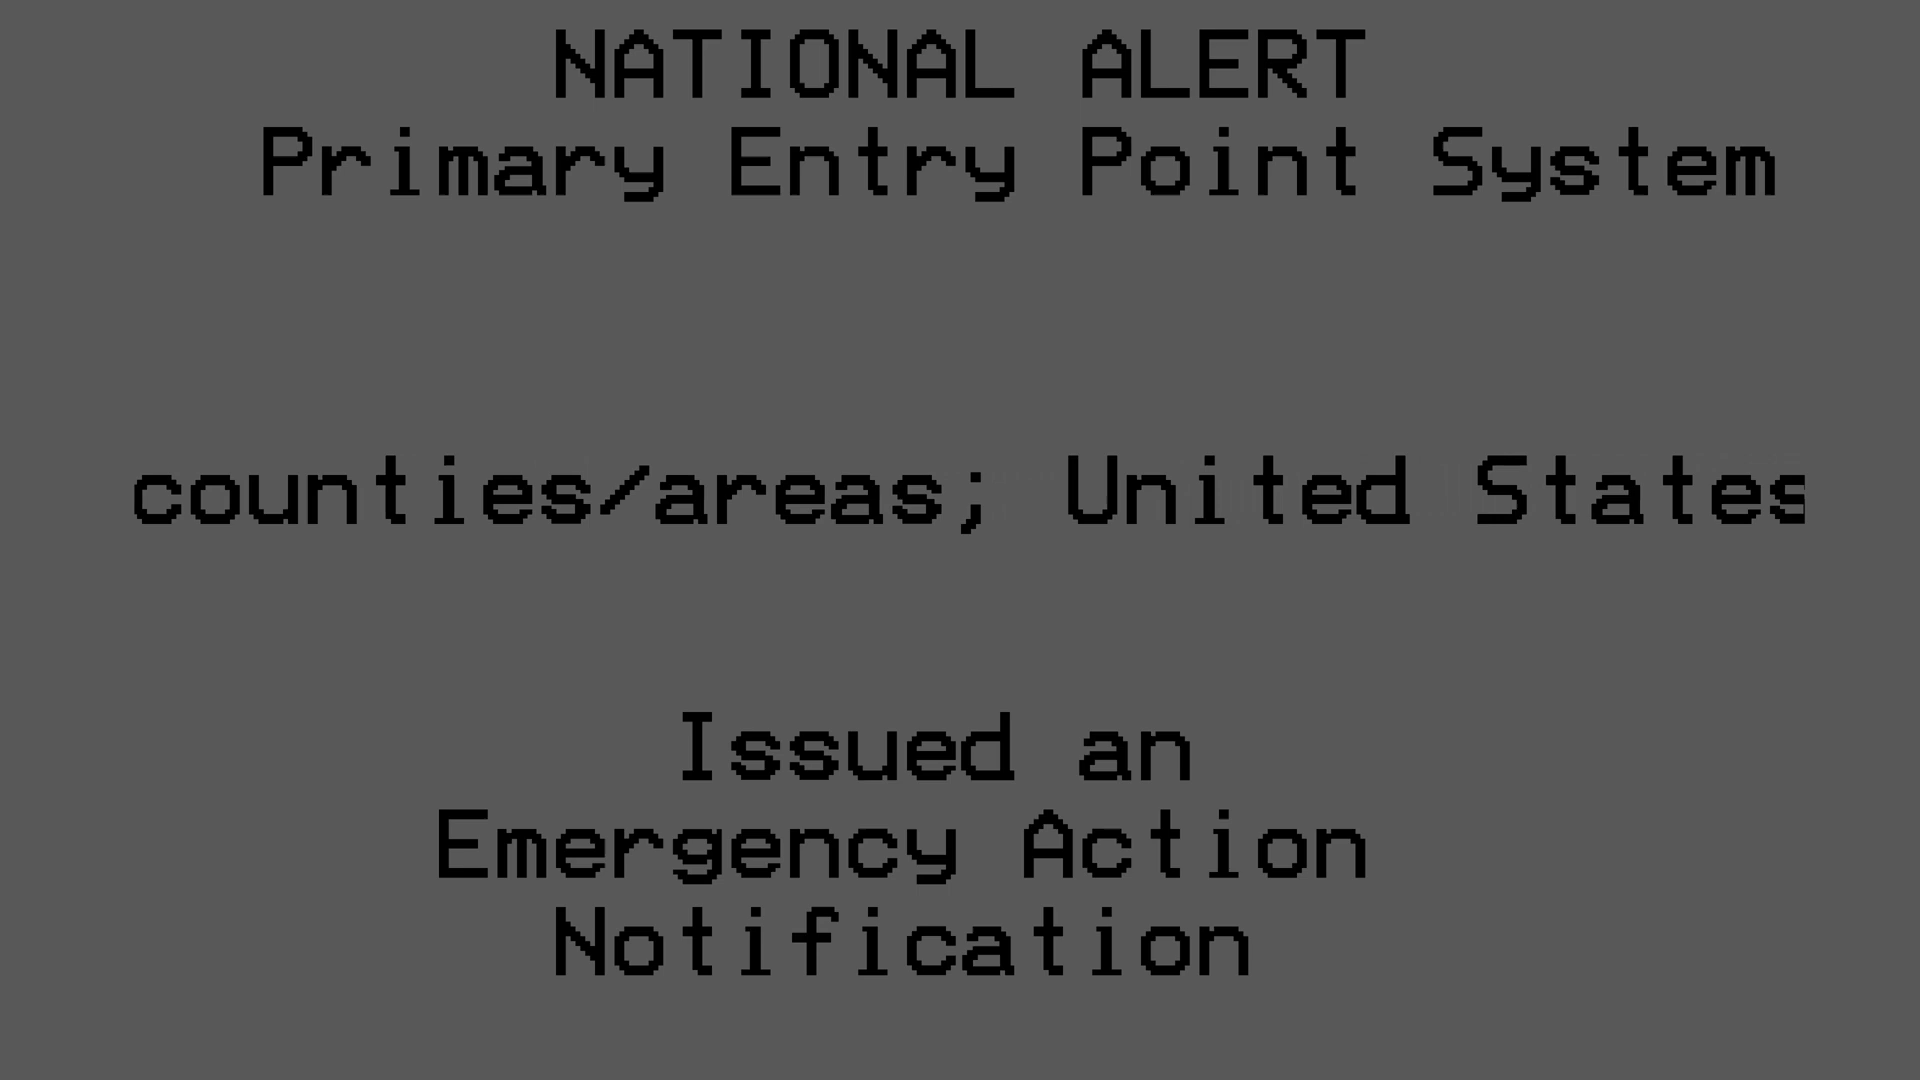 NATIONAL ALERT
Primary Entry Point System
counties/areas; United States
Issued an
Emergency Action
Notification